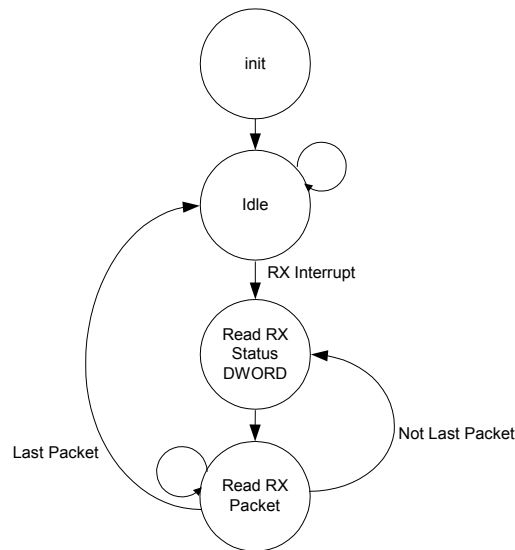 init
Idle
RX Interrupt
Read RX
Status
DWORD
Not Last Packet
Last Packet
Read RX
Packet